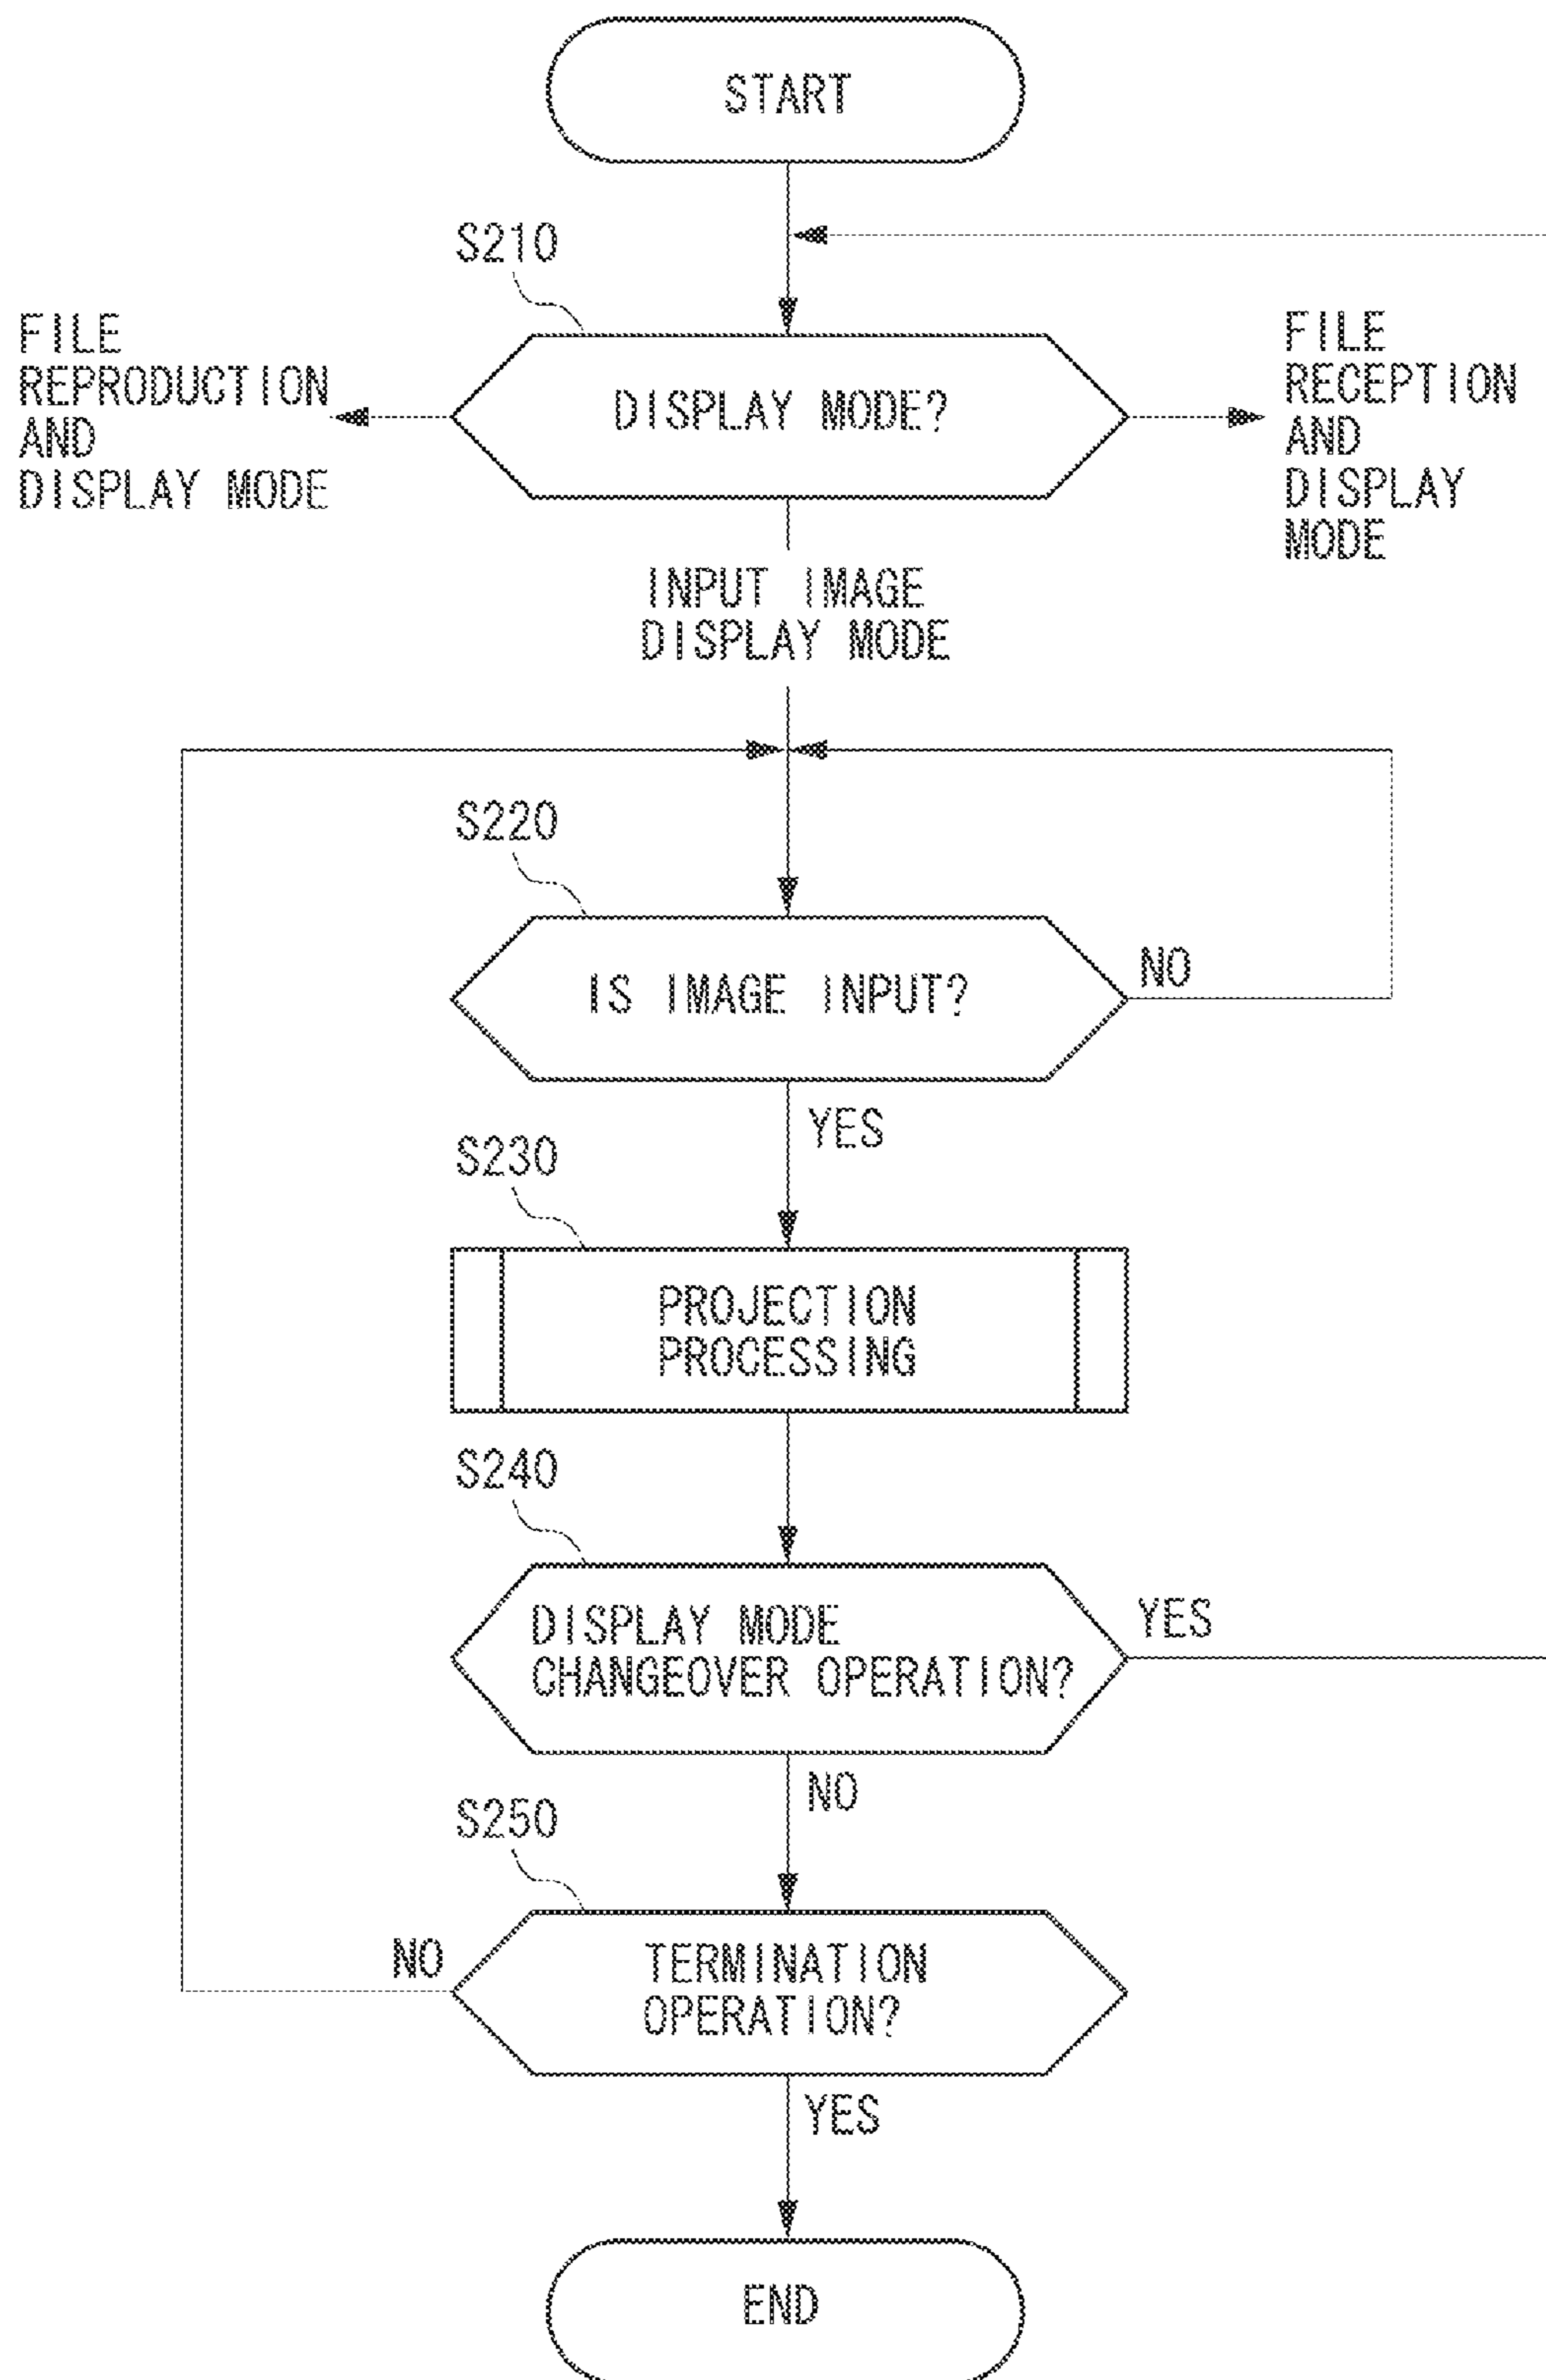 START
S210
FILE
REPRODUCTION
AND
DISPLAY MODE
DISPLAY MODE?
FILE
RECEPTION
AND
DISPLAY
MODE
INPUT IMAGE
DISPLAY MODE
S220
IS IMAGE INPUT?
NO
YES
S230
PROJECTION
PROCESSING
S240
DISPLAY MODE
CHANGEOVER OPERATION?
YES
NO
S250
NO
TERMINATION
OPERATION?
YES
END